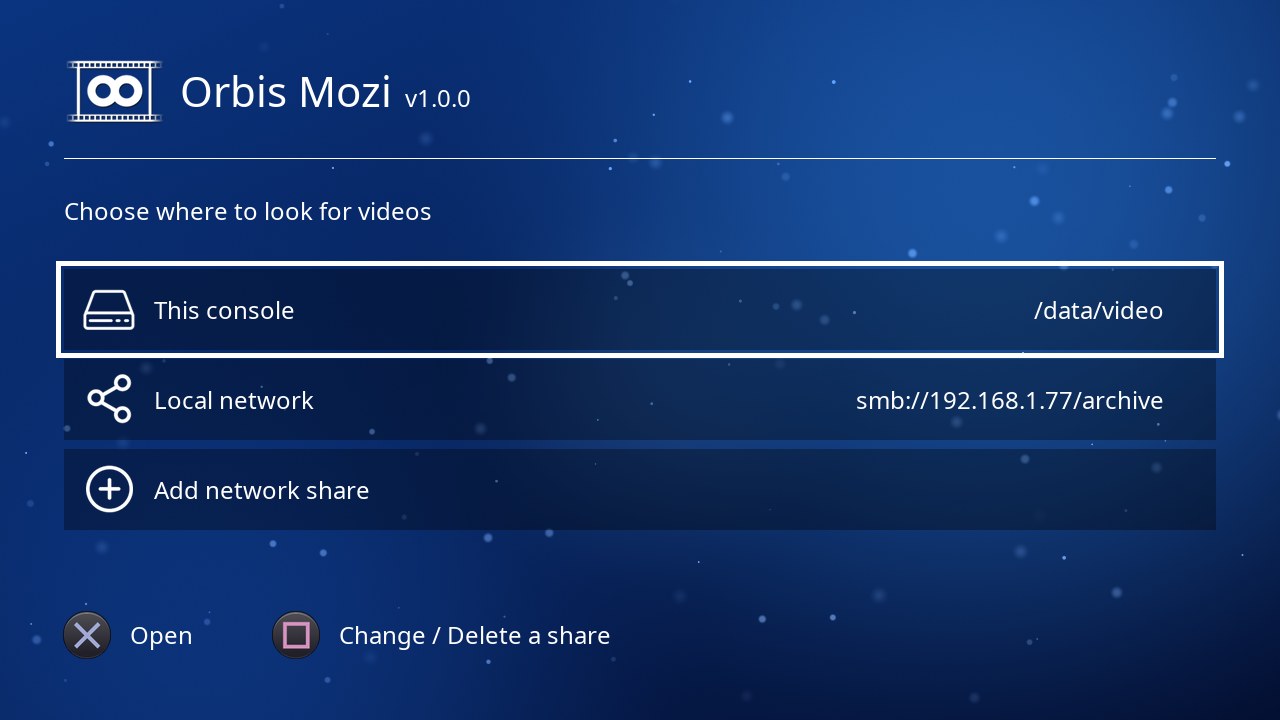 Orbis Mozi v1.0.0
Choose where to look for videos
This console /data/video
Local network smb://192.168.1.77/archive
Add network share
Open Change / Delete a share